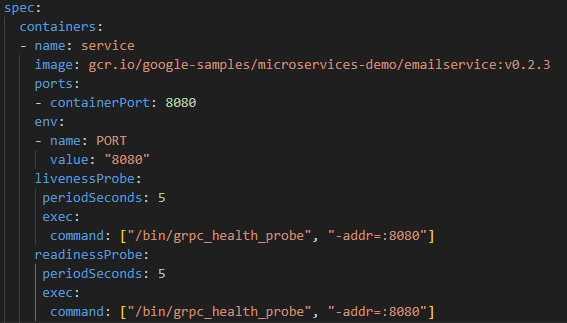 spec:
  containers:
  - name: service
    image: gcr.io/google-samples/microservices-demo/emailservice:v0.2.3
    ports:
    - containerPort: 8080
    env:
    - name: PORT
      value: "8080"
    livenessProbe:
     periodSeconds: 5
     exec:
      command: ["/bin/grpc_health_probe", "-addr=:8080"]
    readinessProbe:
     periodSeconds: 5
     exec:
      command: ["/bin/grpc_health_probe", "-addr=:8080"]